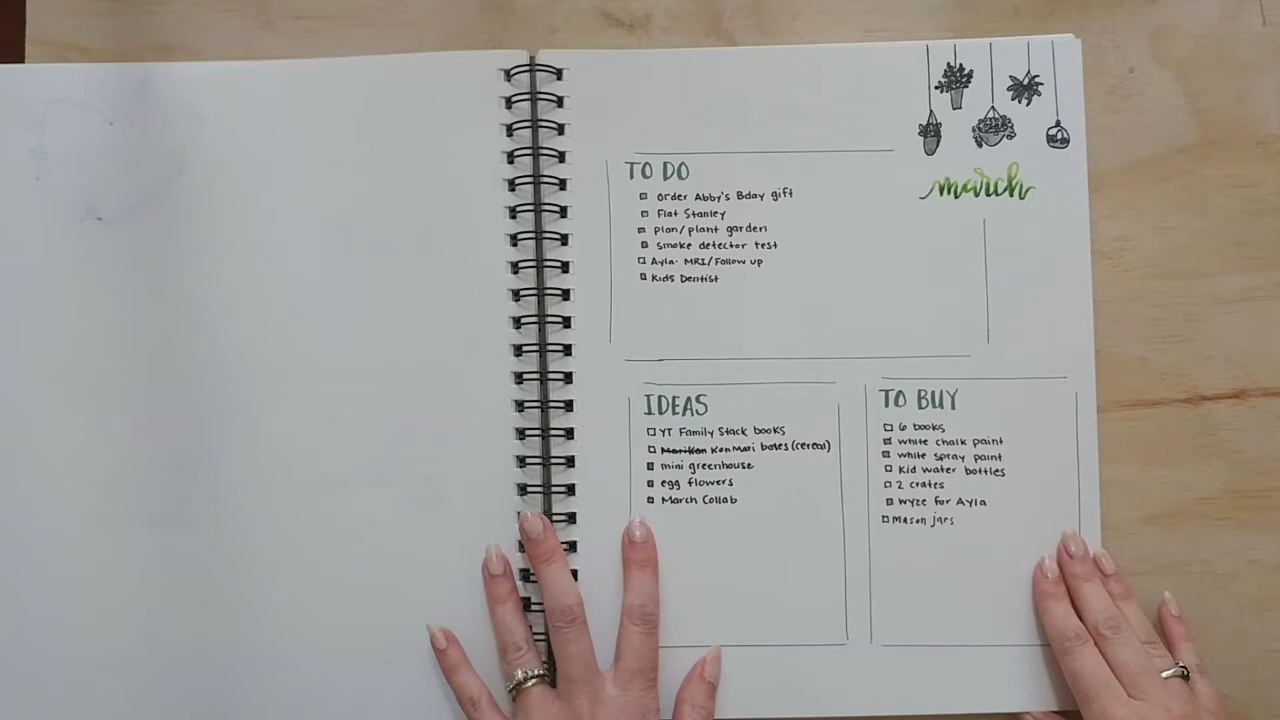 march
TO DO
Order Abby's Bday gift
Flat Stanley
plan/plant garden
smoke detector test
Ayla- MRI/Follow up
Kids Dentist
IDEAS
YT Family Stack books
MariKon KonMari boxes (cereal)
mini greenhouse
egg flowers
March Collab
TO BUY
6 books
white chalk paint
white spray paint
Kid water bottles
2 crates
Wyze for Ayla
Mason jars